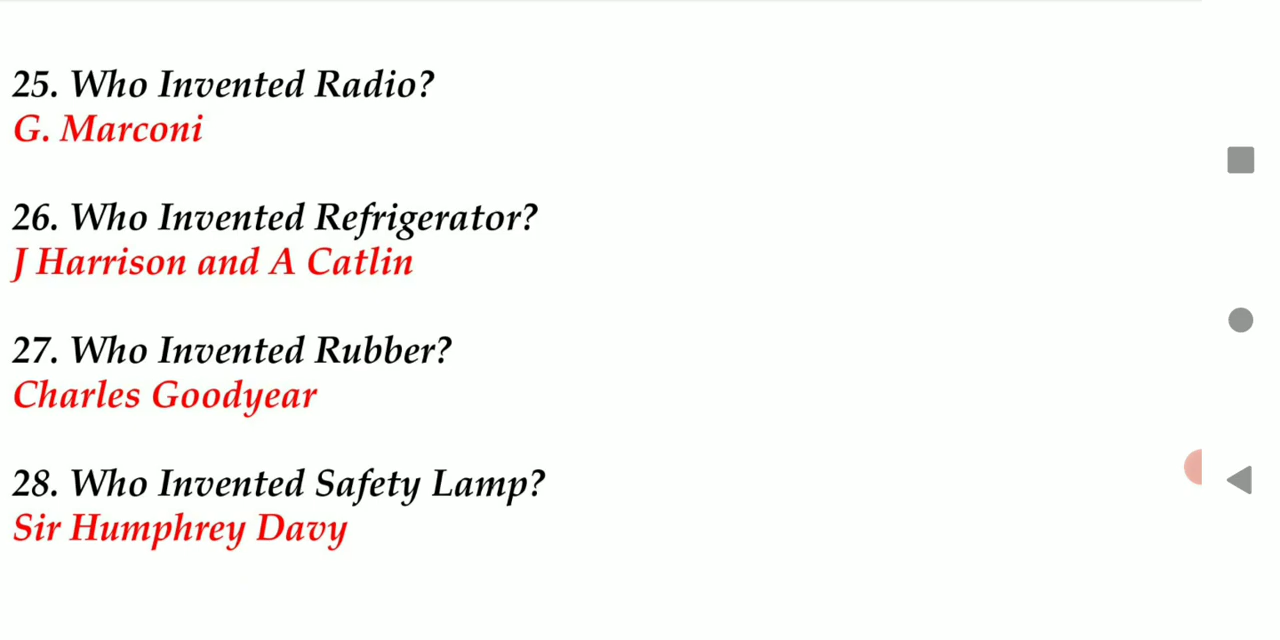 25. Who Invented Radio?
G. Marconi
26. Who Invented Refrigerator?
J Harrison and A Catlin
27. Who Invented Rubber?
Charles Goodyear
28. Who Invented Safety Lamp?
Sir Humphrey Davy